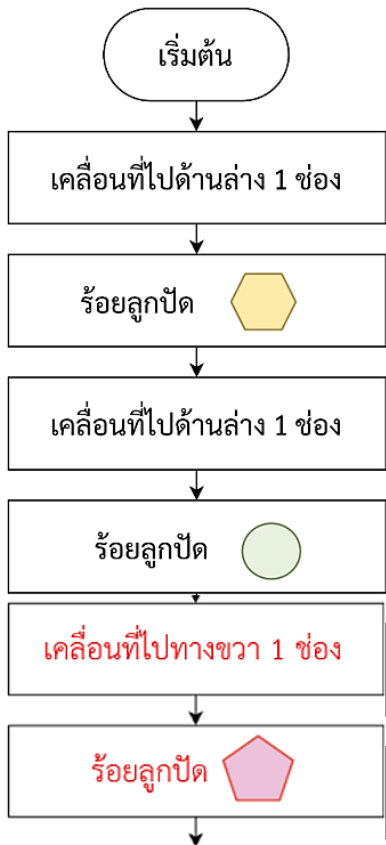 เริ่มต้น
เคลื่อนที่ไปด้านล่าง 1 ช่อง
ร้อยลูกปัด
เคลื่อนที่ไปด้านล่าง 1 ช่อง
ร้อยลูกปัด
เคลื่อนที่ไปทางขวา 1 ช่อง
ร้อยลูกปัด